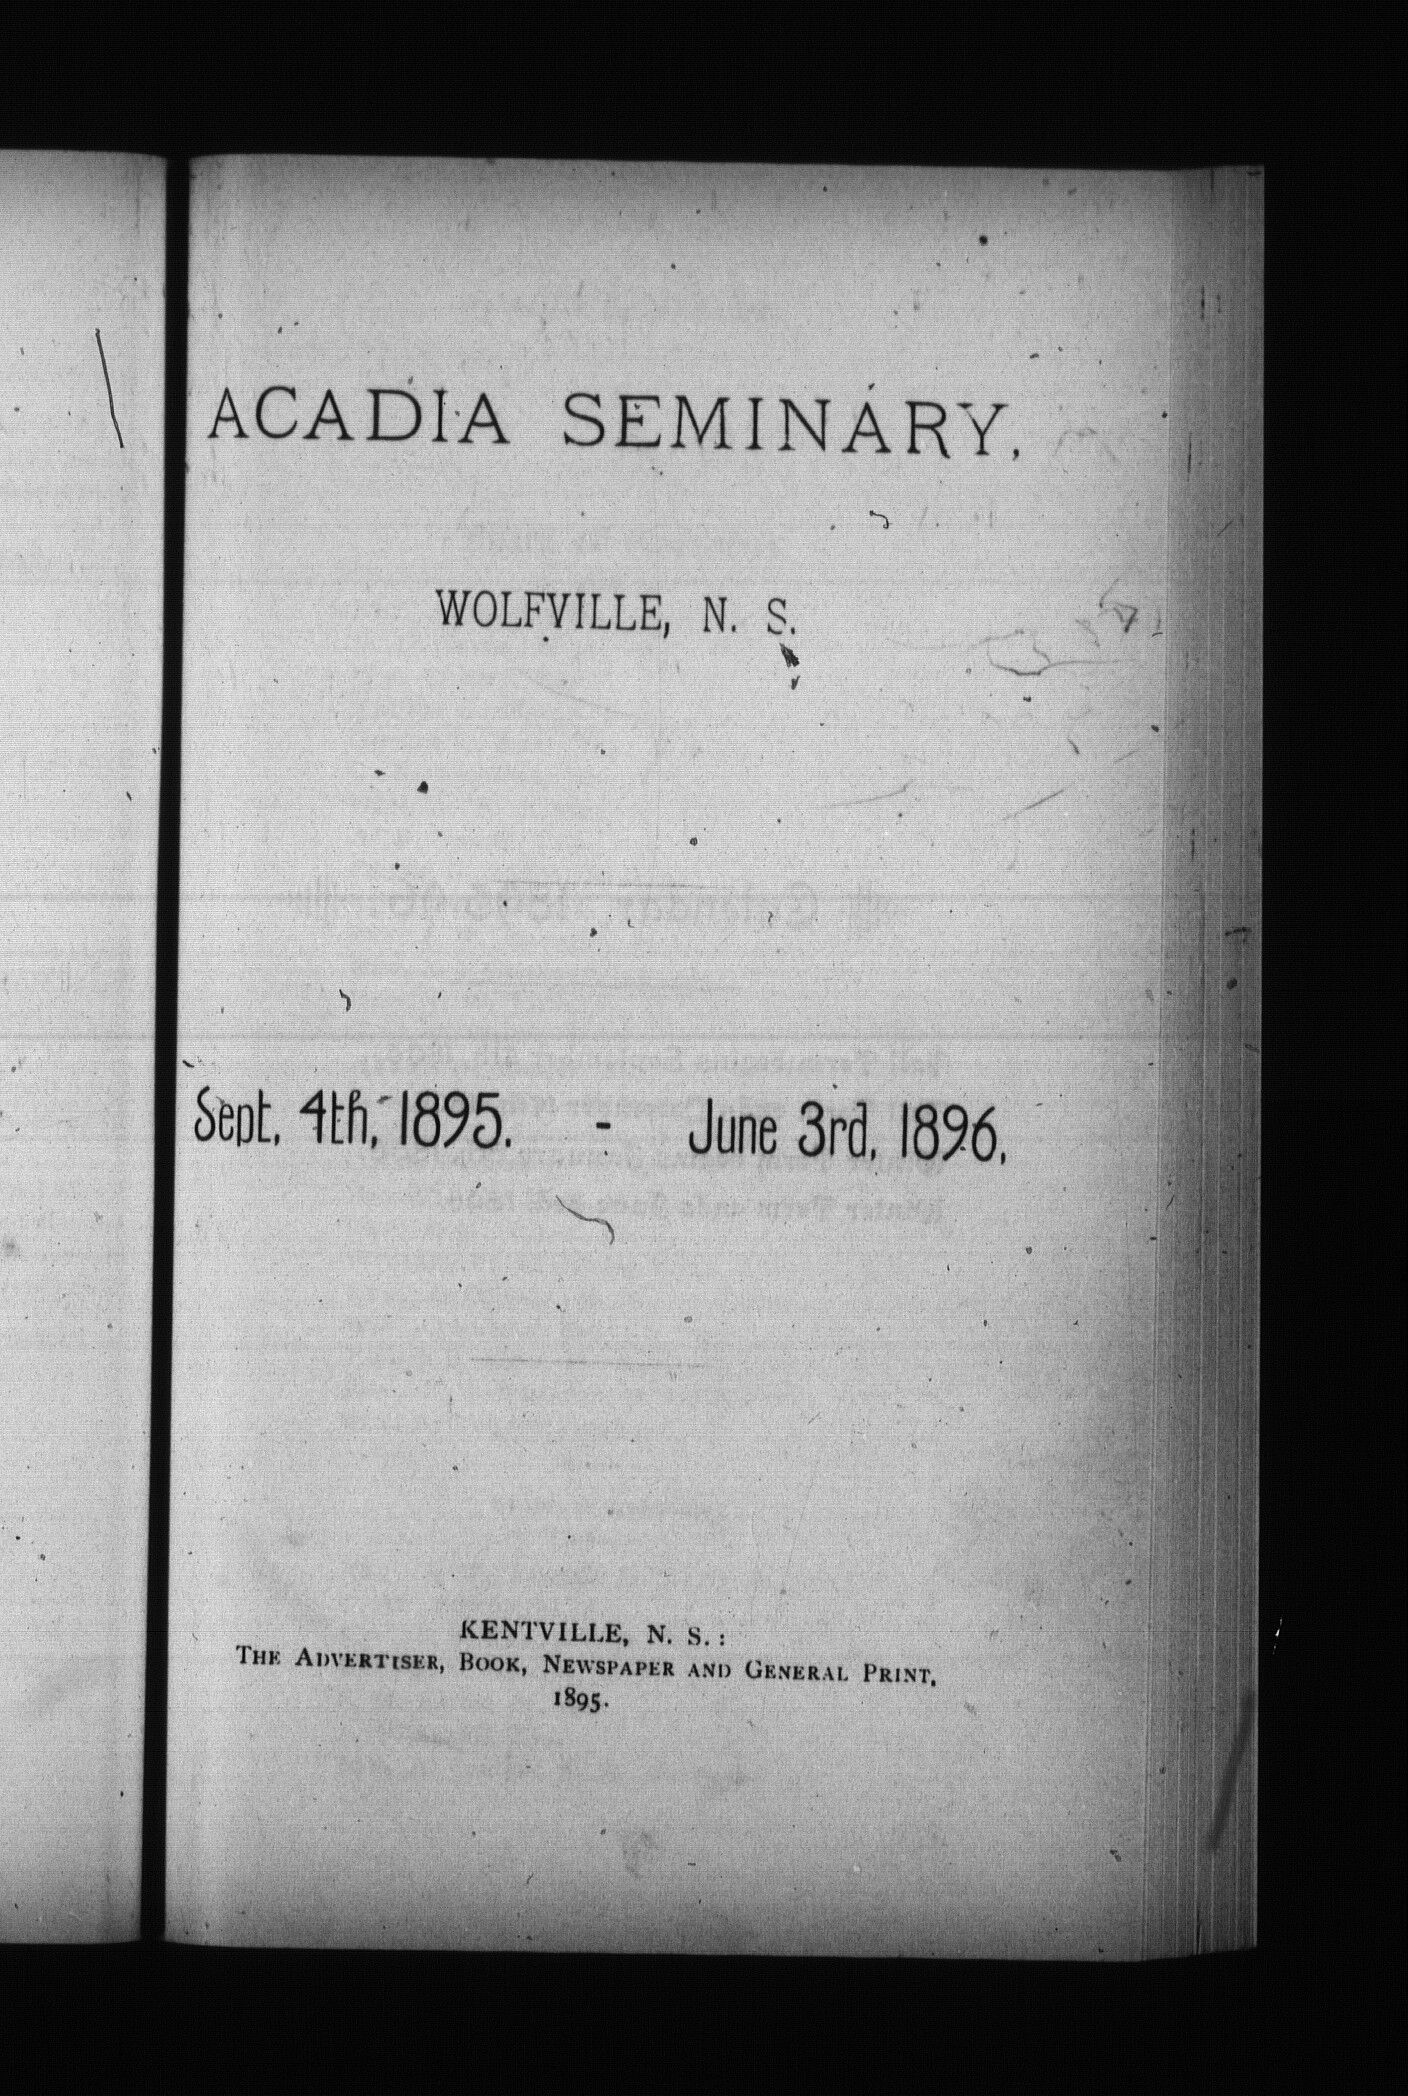 ACADIA SEMINARY,
WOLFVILLE, N. S.
Sept, 4th, 1895. - June 3rd, 1896,
KENTVILLE, N. S. :
THE ADVERTISER, BOOK, NEWSPAPER AND GENERAL PRINT,
1895.